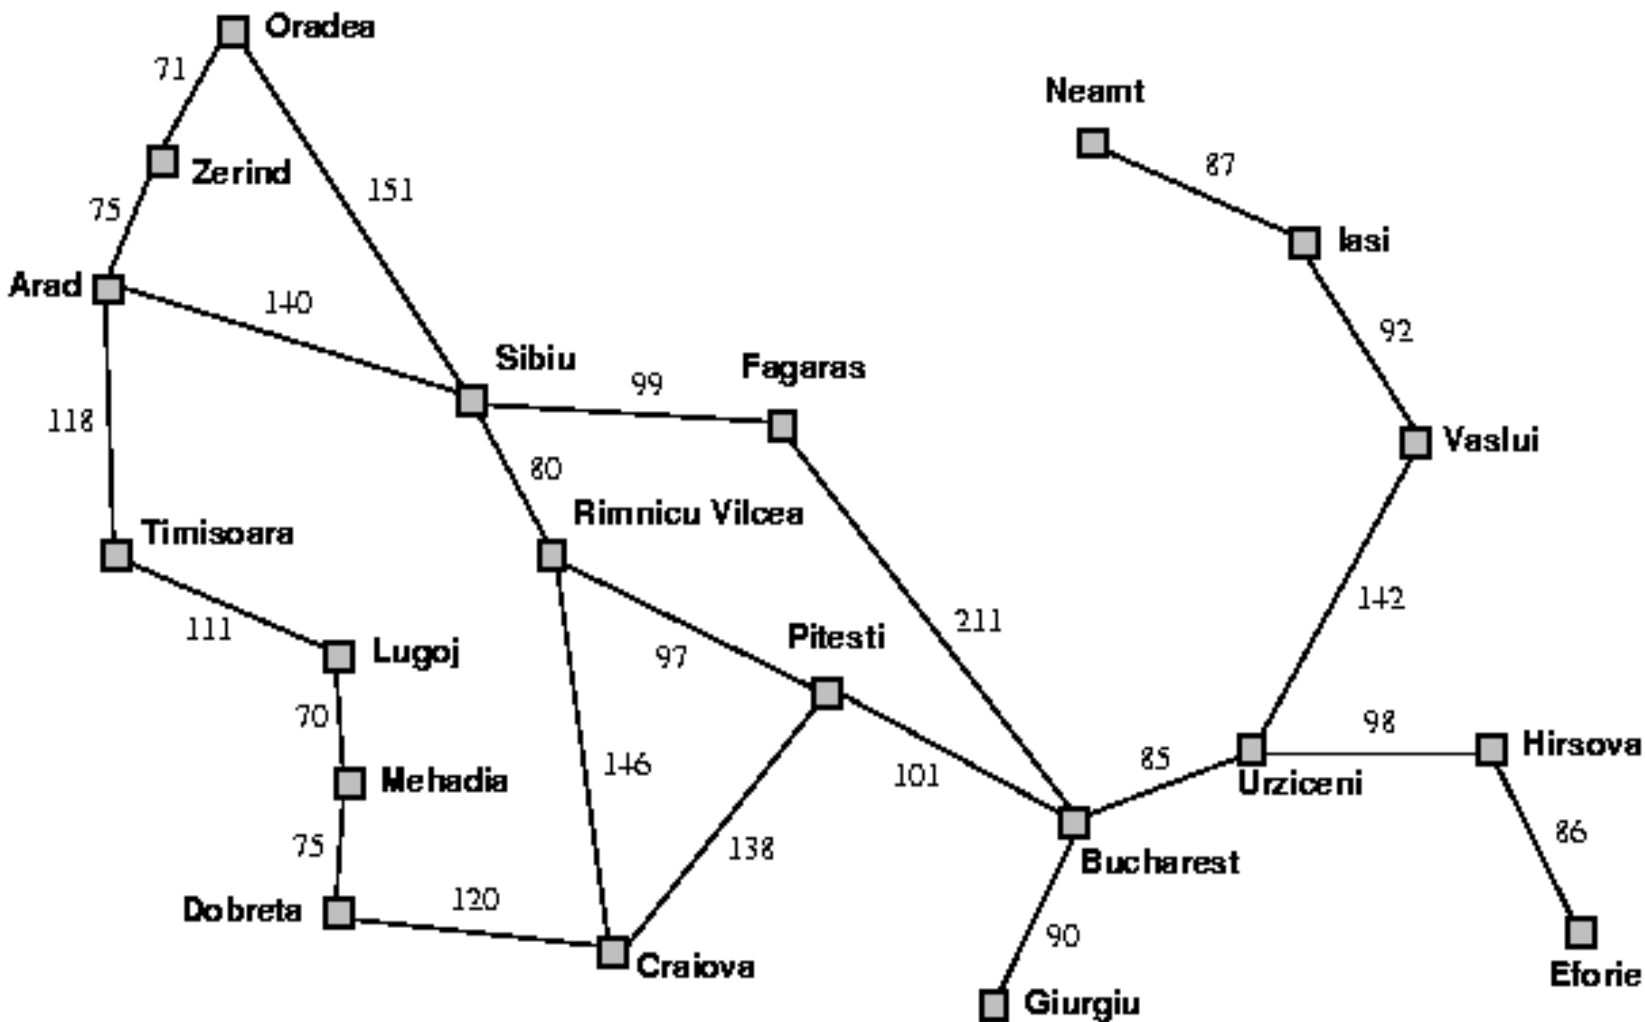 Oradea
71
Neamt
87
Zerind
151
75
Iasi
Arad
140
92
Sibiu
Fagaras
99
118
Vaslui
80
Rimnicu Vilcea
Timisoara
142
211
111
Pitesti
Lugoj
97
70
98
Hirsova
146
85
Mehadia
101
Urziceni
86
75
138
Bucharest
120
Dobreta
90
Craiova
Eforie
Giurgiu